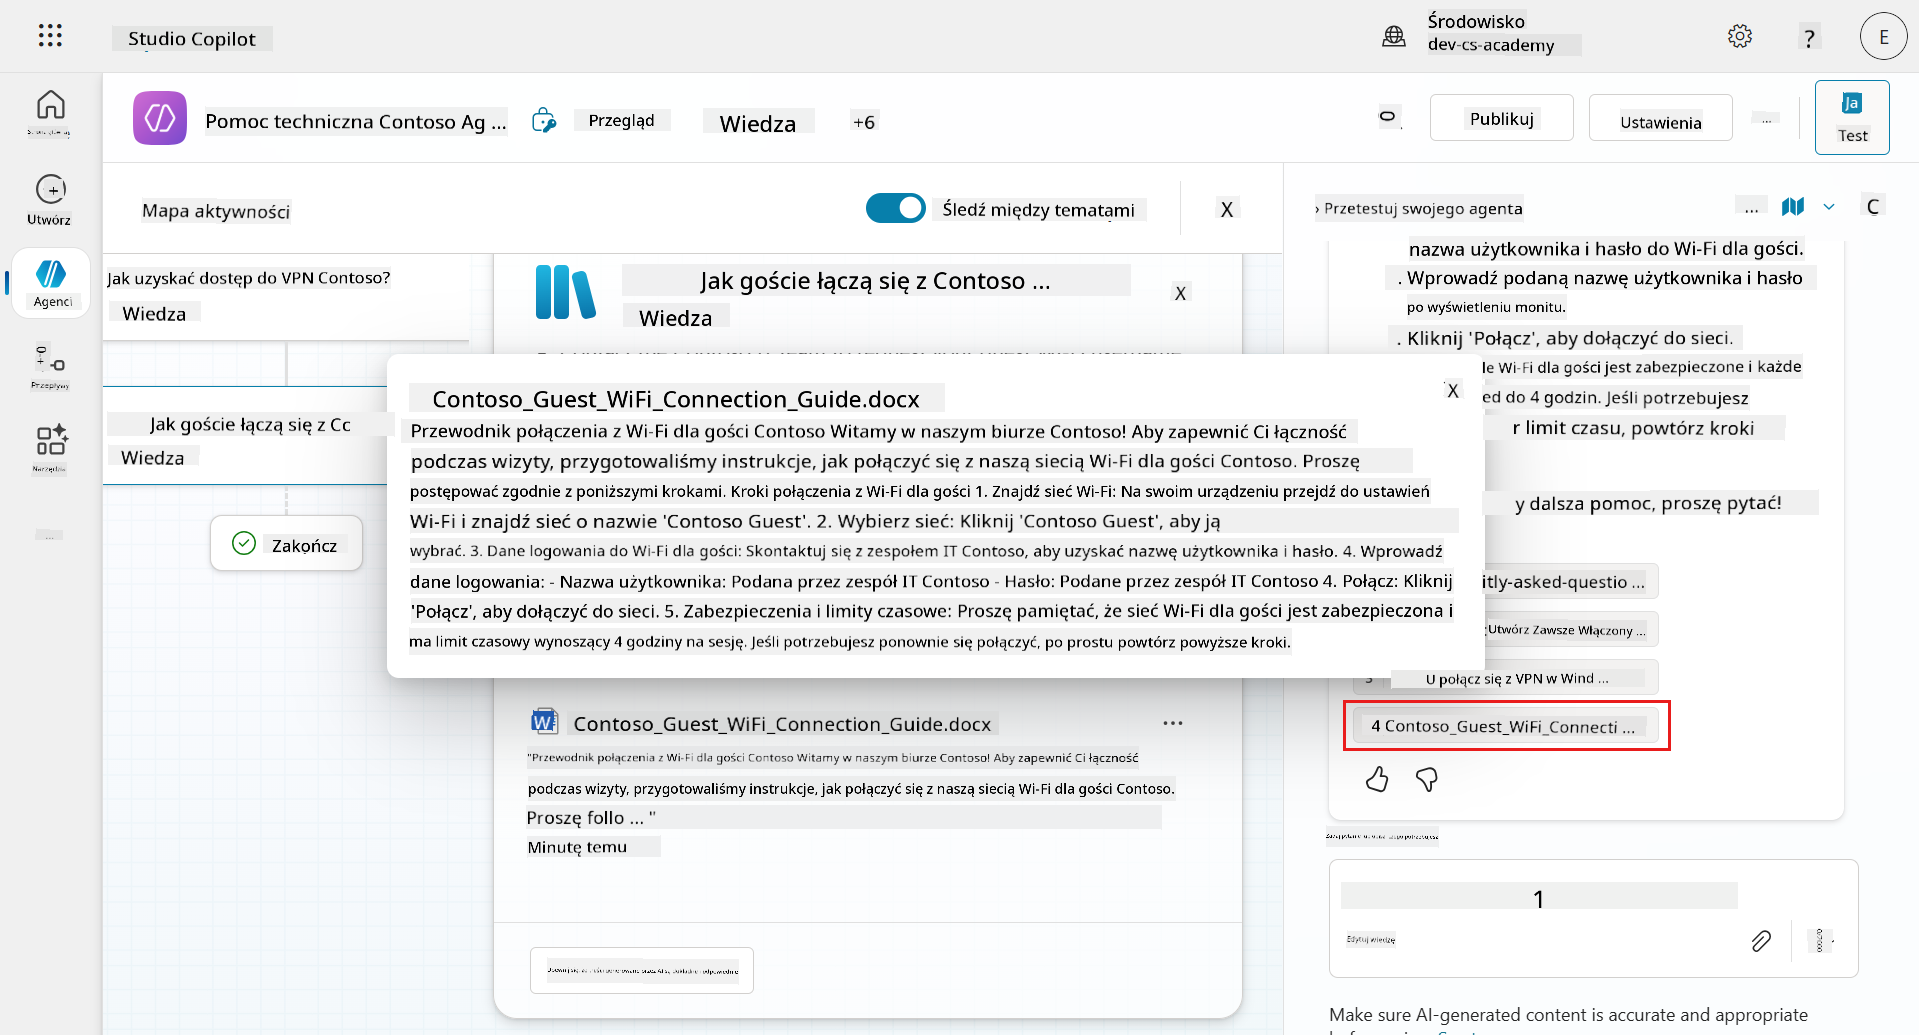 Studio Copilot
Środowisko
dev-cs-academy
?
E
Pomoc techniczna Contoso Ag ...
Przegląd
Wiedza
+6
Publikuj
Ustawienia
...
Ja
Test
Utwórz
Agenci
Przepływy
Narzędzia
...
Mapa aktywności
Śledź między tematami
X
Jak uzyskać dostęp do VPN Contoso?
Wiedza
Jak goście łączą się z Cc
Wiedza
Zakończ
Jak goście łączą się z Contoso ...
Wiedza
X
Contoso_Guest_WiFi_Connection_Guide.docx
X
Przewodnik połączenia z Wi-Fi dla gości Contoso Witamy w naszym biurze Contoso! Aby zapewnić Ci łączność
podczas wizyty, przygotowaliśmy instrukcje, jak połączyć się z naszą siecią Wi-Fi dla gości Contoso. Proszę
postępować zgodnie z poniższymi krokami. Kroki połączenia z Wi-Fi dla gości 1. Znajdź sieć Wi-Fi: Na swoim urządzeniu przejdź do ustawień
Wi-Fi i znajdź sieć o nazwie 'Contoso Guest'. 2. Wybierz sieć: Kliknij 'Contoso Guest', aby ją
wybrać. 3. Dane logowania do Wi-Fi dla gości: Skontaktuj się z zespołem IT Contoso, aby uzyskać nazwę użytkownika i hasło. 4. Wprowadź
dane logowania: - Nazwa użytkownika: Podana przez zespół IT Contoso - Hasło: Podane przez zespół IT Contoso 4. Połącz: Kliknij
'Połącz', aby dołączyć do sieci. 5. Zabezpieczenia i limity czasowe: Proszę pamiętać, że sieć Wi-Fi dla gości jest zabezpieczona i
ma limit czasowy wynoszący 4 godziny na sesję. Jeśli potrzebujesz ponownie się połączyć, po prostu powtórz powyższe kroki.
Contoso_Guest_WiFi_Connection_Guide.docx
...
"Przewodnik połączenia z Wi-Fi dla gości Contoso Witamy w naszym biurze Contoso! Aby zapewnić Ci łączność
podczas wizyty, przygotowaliśmy instrukcje, jak połączyć się z naszą siecią Wi-Fi dla gości Contoso.
Proszę follo ... "
Minutę temu
› Przetestuj swojego agenta
...
C
nazwa użytkownika i hasło do Wi-Fi dla gości.
. Wprowadź podaną nazwę użytkownika i hasło
po wyświetleniu monitu.
. Kliknij 'Połącz', aby dołączyć do sieci.
le Wi-Fi dla gości jest zabezpieczone i każde
ed do 4 godzin. Jeśli potrzebujesz
r limit czasu, powtórz kroki
y dalsza pomoc, proszę pytać!
itly-asked-questio ...
Utwórz Zawsze Włączony ...
U połącz się z VPN w Wind ...
4 Contoso_Guest_WiFi_Connecti ...
1
Edytuj wiedzę
Make sure AI-generated content is accurate and appropriate